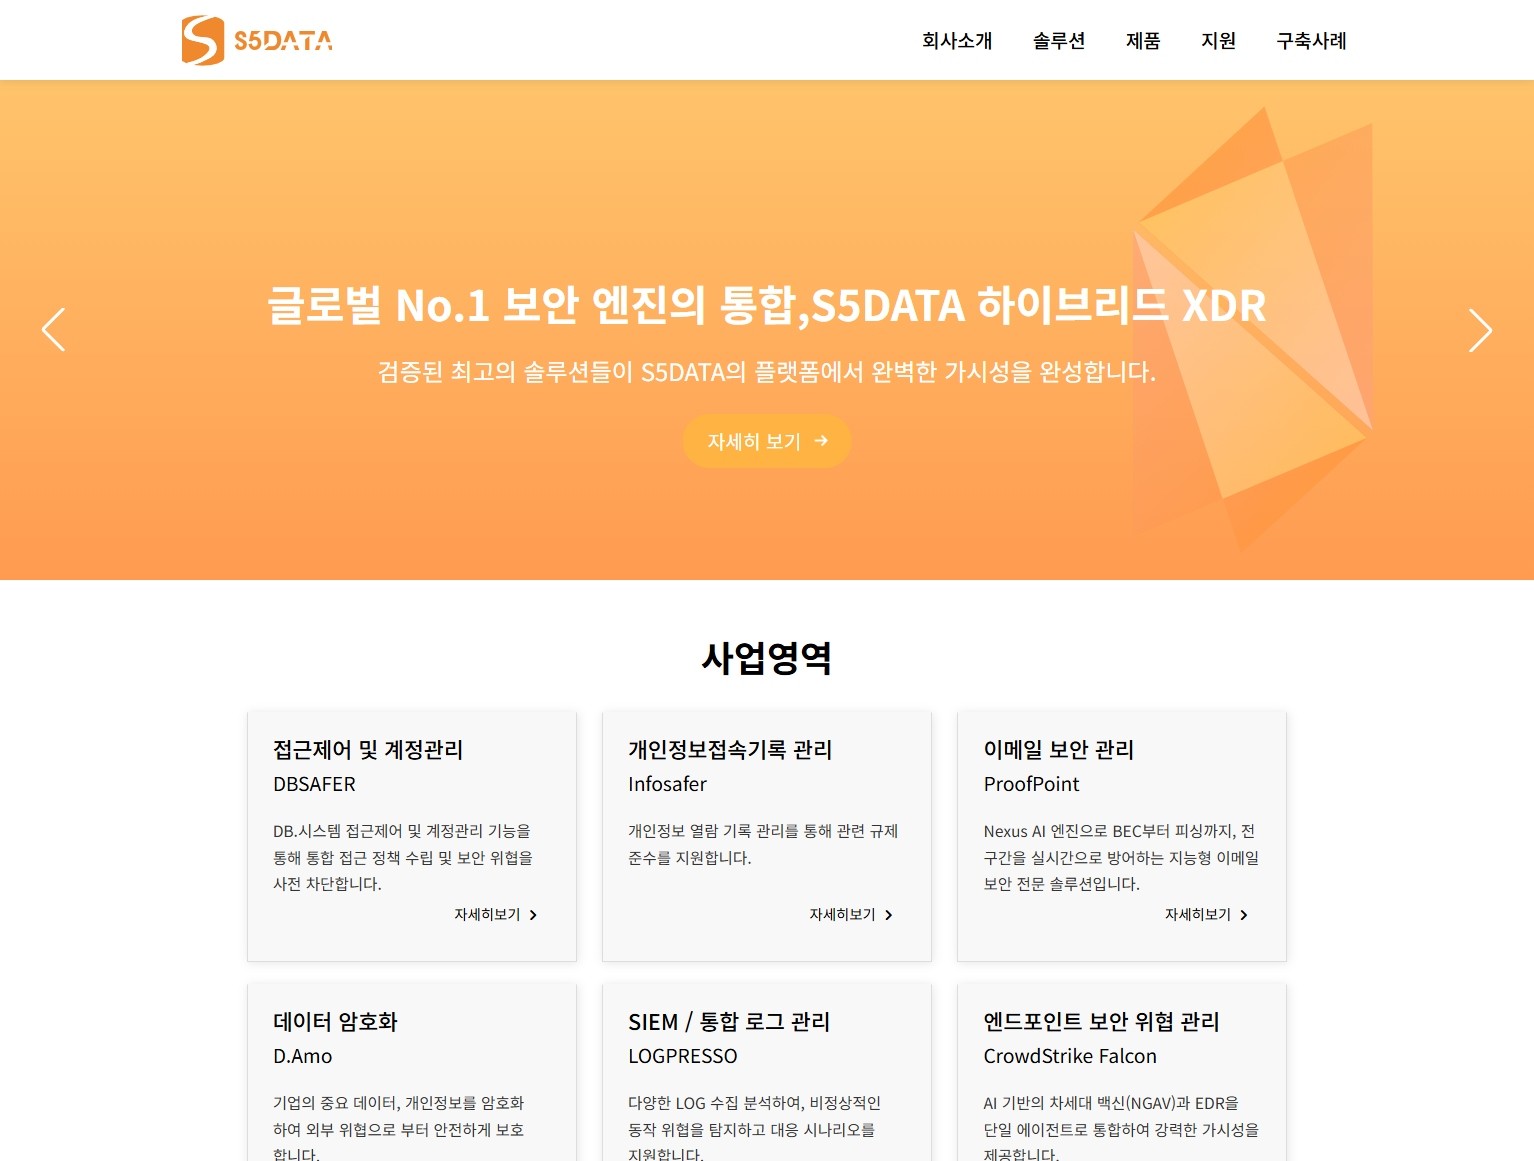 S5DATA
회사소개 솔루션 제품 지원 구축사례
글로벌 No.1 보안 엔진의 통합,S5DATA 하이브리드 XDR
검증된 최고의 솔루션들이 S5DATA의 플랫폼에서 완벽한 가시성을 완성합니다.
자세히 보기
사업영역
접근제어 및 계정관리
DBSAFER
DB.시스템 접근제어 및 계정관리 기능을
통해 통합 접근 정책 수립 및 보안 위협을
사전 차단합니다.
자세히보기
개인정보접속기록 관리
Infosafer
개인정보 열람 기록 관리를 통해 관련 규제
준수를 지원합니다.
자세히보기
이메일 보안 관리
ProofPoint
Nexus AI 엔진으로 BEC부터 피싱까지, 전
구간을 실시간으로 방어하는 지능형 이메일
보안 전문 솔루션입니다.
자세히보기
데이터 암호화
D.Amo
기업의 중요 데이터, 개인정보를 암호화
하여 외부 위협으로 부터 안전하게 보호
합니다.
SIEM / 통합 로그 관리
LOGPRESSO
다양한 LOG 수집 분석하여, 비정상적인
동작 위협을 탐지하고 대응 시나리오를
지원합니다.
엔드포인트 보안 위협 관리
CrowdStrike Falcon
AI 기반의 차세대 백신(NGAV)과 EDR을
단일 에이전트로 통합하여 강력한 가시성을
제공합니다.